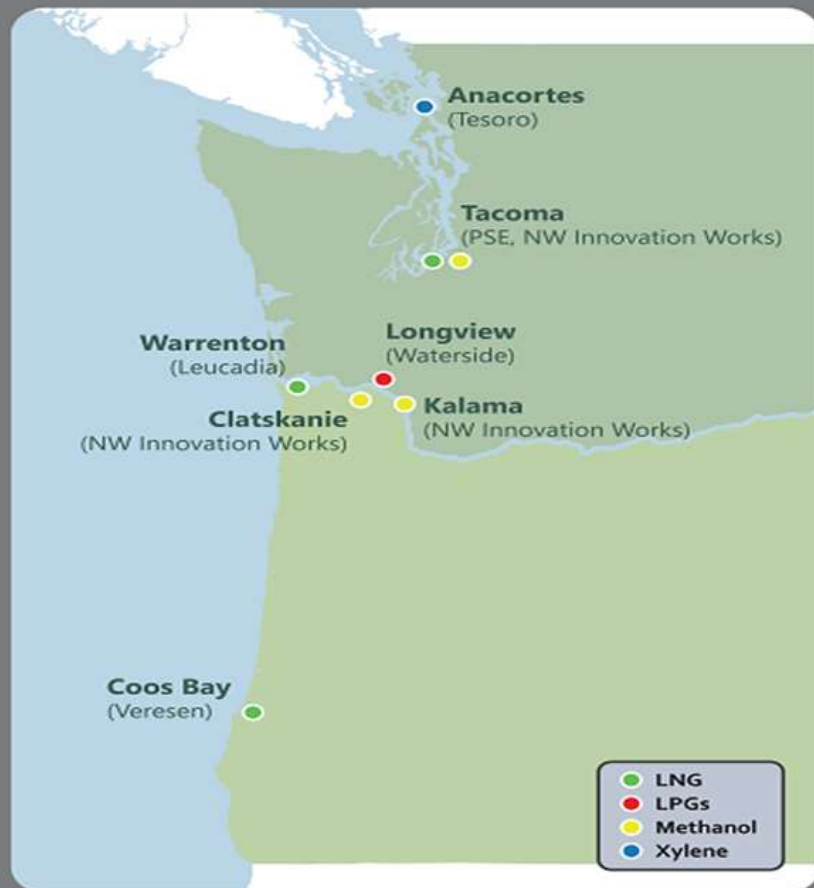 Anacortes
(Tesoro)
Tacoma
(PSE, NW Innovation Works)
Longview
(Waterside)
Warrenton
(Leucadia)
Clatskanie
(NW Innovation Works)
Kalama
(NW Innovation Works)
Coos Bay
(Veresen)
LNG
LPGs
Methanol
Xylene